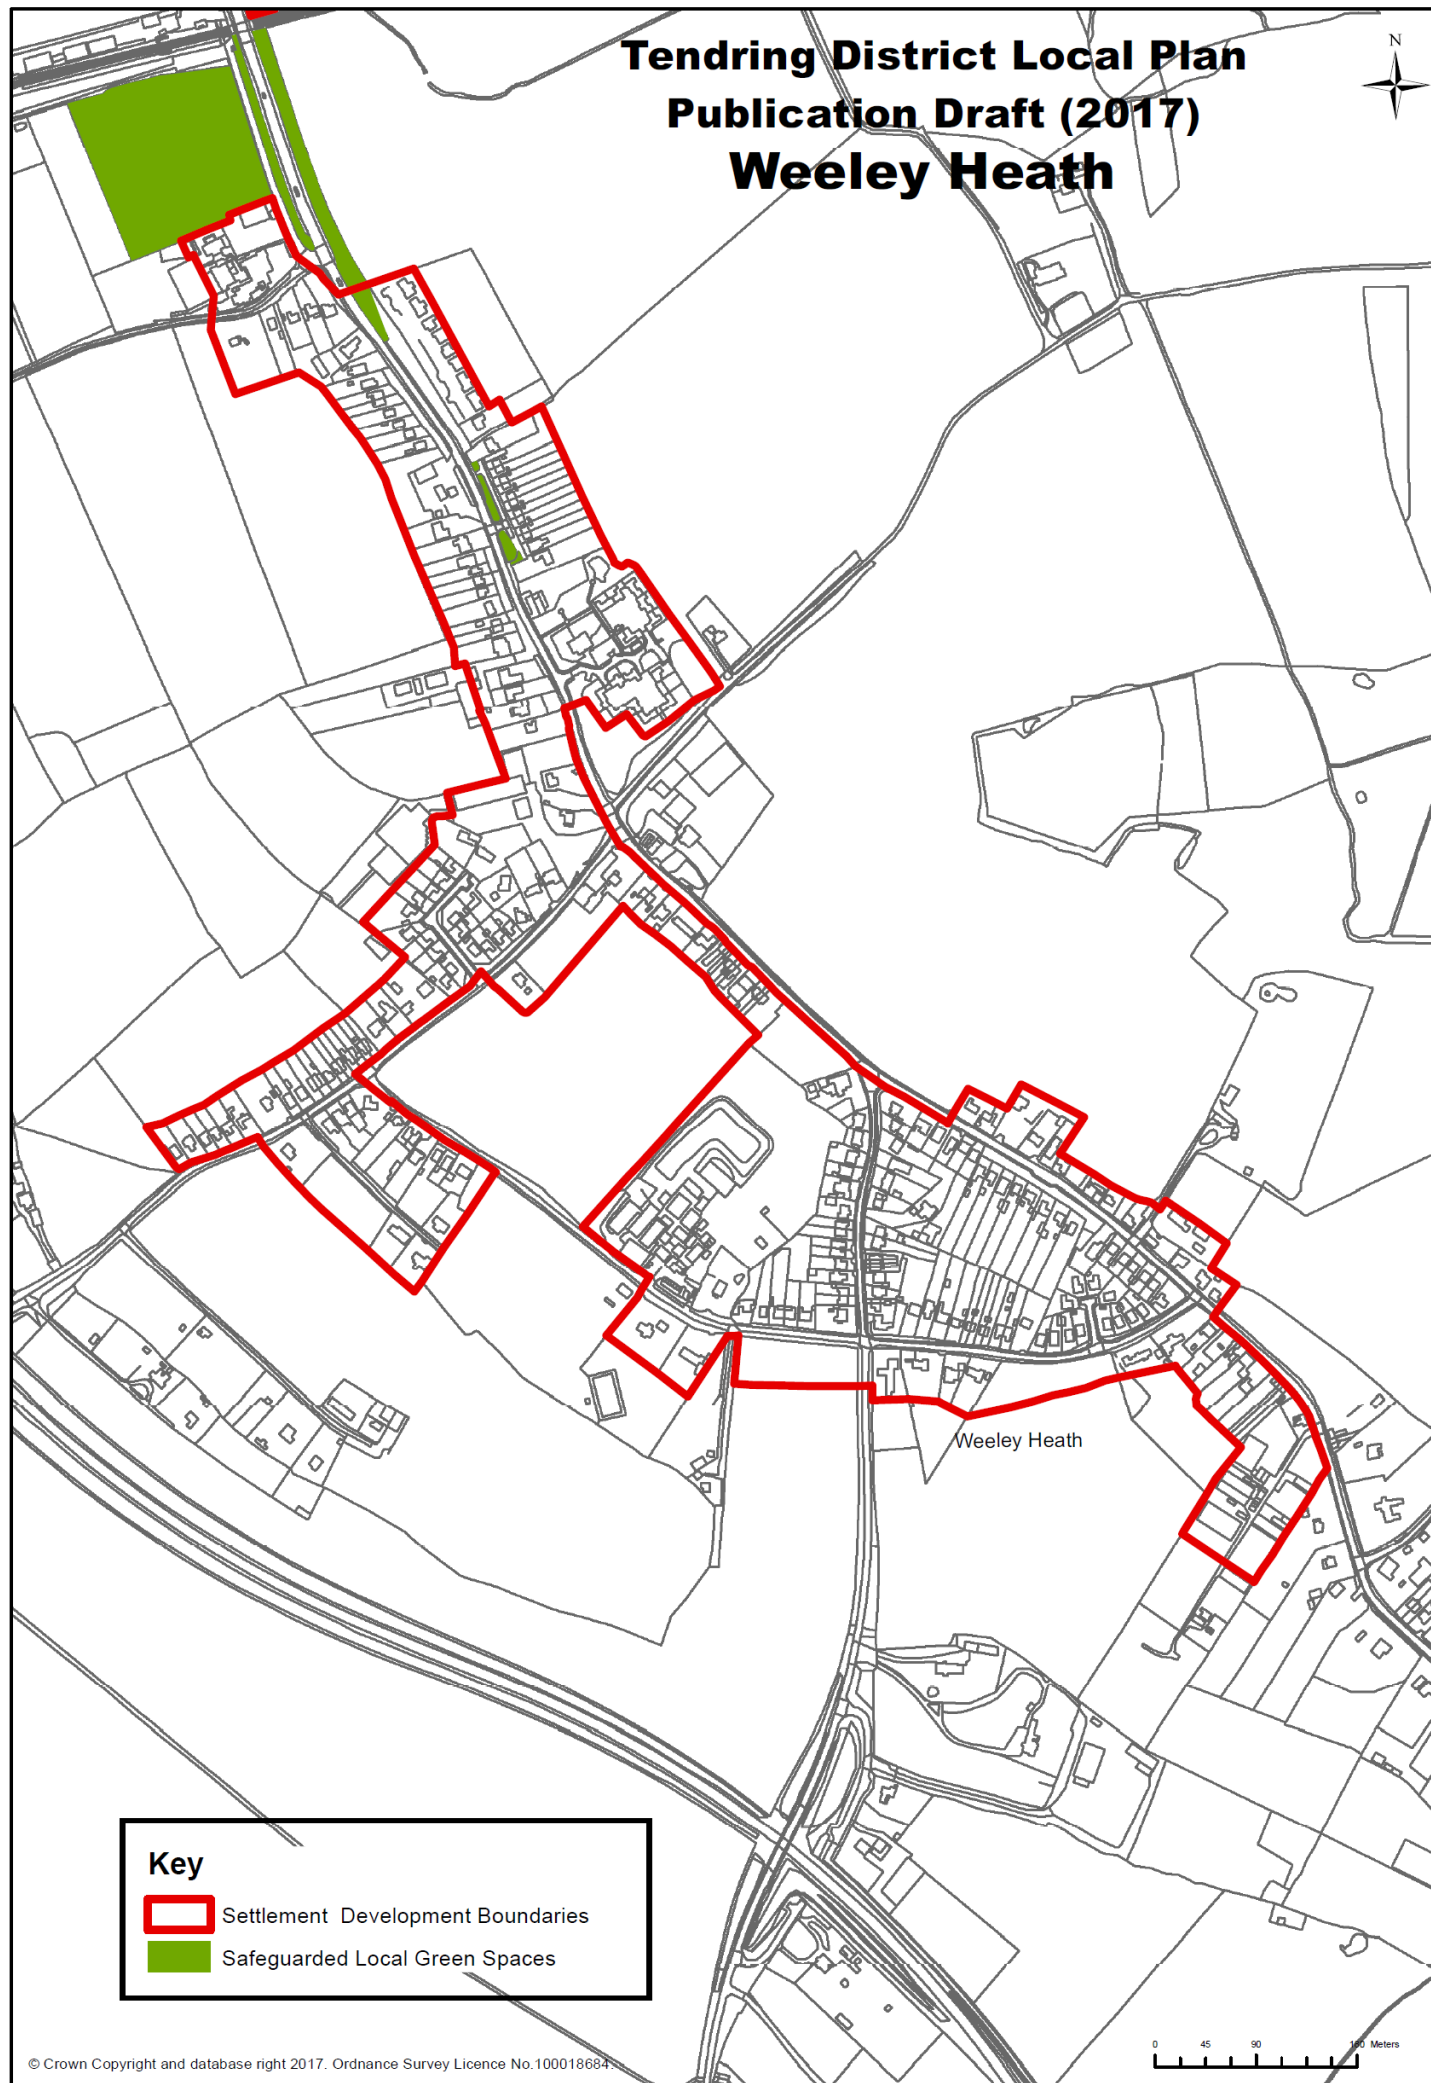 Tendring District Local Plan
Publication Draft (2017)
Weeley Heath
N
Weeley Heath
Key
Settlement Development Boundaries
Safeguarded Local Green Spaces
© Crown Copyright and database right 2017. Ordnance Survey Licence No.100018684.
0 45 90 180 Meters